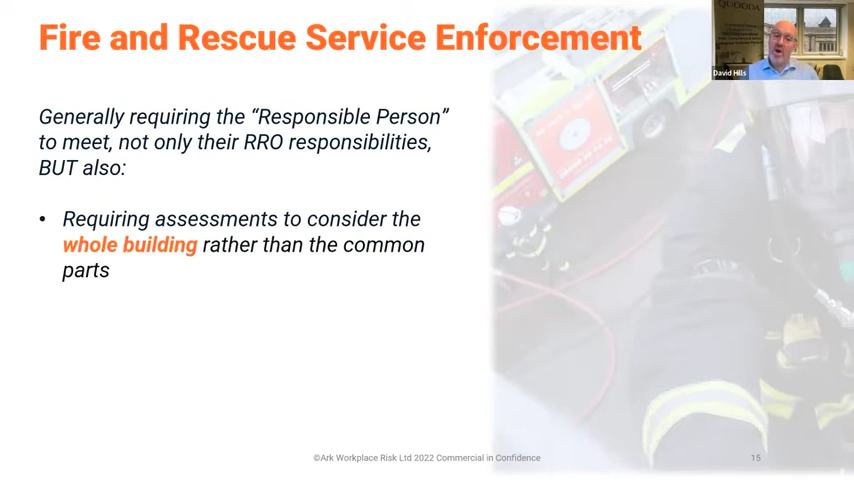 Fire and Rescue Service Enforcement
QUODDA
David Hills
Generally requiring the “Responsible Person”
to meet, not only their RRO responsibilities,
BUT also:
• Requiring assessments to consider the
whole building rather than the common
parts
©Ark Workplace Risk Ltd 2022 Commercial in Confidence
15